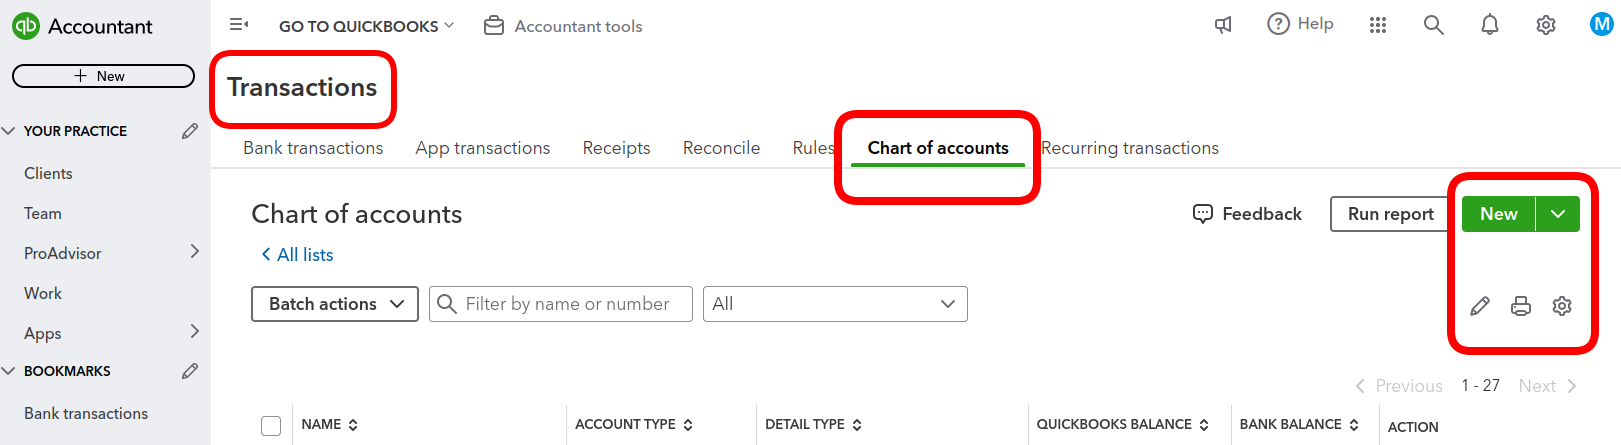 qb Accountant
GO TO QUICKBOOKS
Accountant tools
Help
M
+ New
Transactions
YOUR PRACTICE
Clients
Team
ProAdvisor
Work
Apps
BOOKMARKS
Bank transactions
Bank transactions App transactions Receipts Reconcile Rules Chart of accounts Recurring transactions
Chart of accounts
Feedback
Run report
New
All lists
Batch actions
Filter by name or number
All
Previous 1 - 27 Next
NAME ACCOUNT TYPE DETAIL TYPE QUICKBOOKS BALANCE BANK BALANCE ACTION